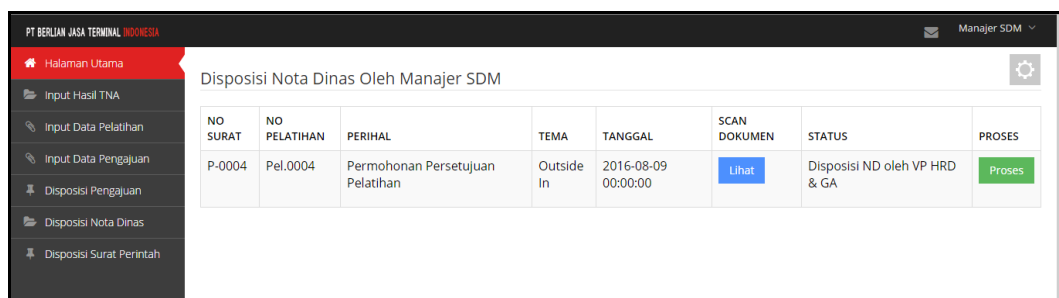 PT BERLIAN JASA TERMINAL INDONESIA
Manajer SDM
Halaman Utama
Input Hasil TNA
Input Data Pelatihan
Input Data Pengajuan
Disposisi Pengajuan
Disposisi Nota Dinas
Disposisi Surat Perintah
Disposisi Nota Dinas Oleh Manajer SDM
NO SURAT NO PELATIHAN PERIHAL TEMA TANGGAL SCAN DOKUMEN STATUS PROSES
P-0004 Pel.0004 Permohonan Persetujuan Pelatihan Outside In 2016-08-09 00:00:00 Lihat Disposisi ND oleh VP HRD & GA Proses